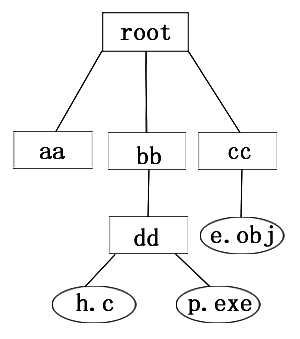 root
aa
bb
cc
dd
e.obj
h.c
p.exe